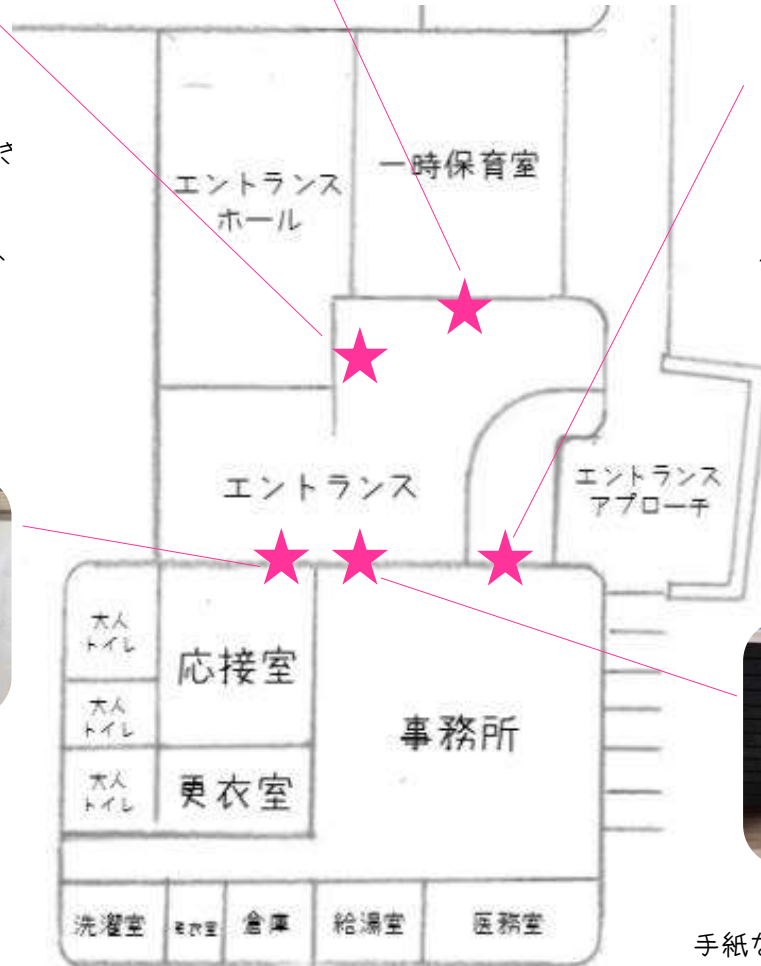 一時保育室
エントランス
ホール
エントランス
エントランス
アプローチ
大人
トイレ
応接室
大人
トイレ
事務所
大人
トイレ
更衣室
洗濯室
更衣室
倉庫
給湯室
医務室
手紙な